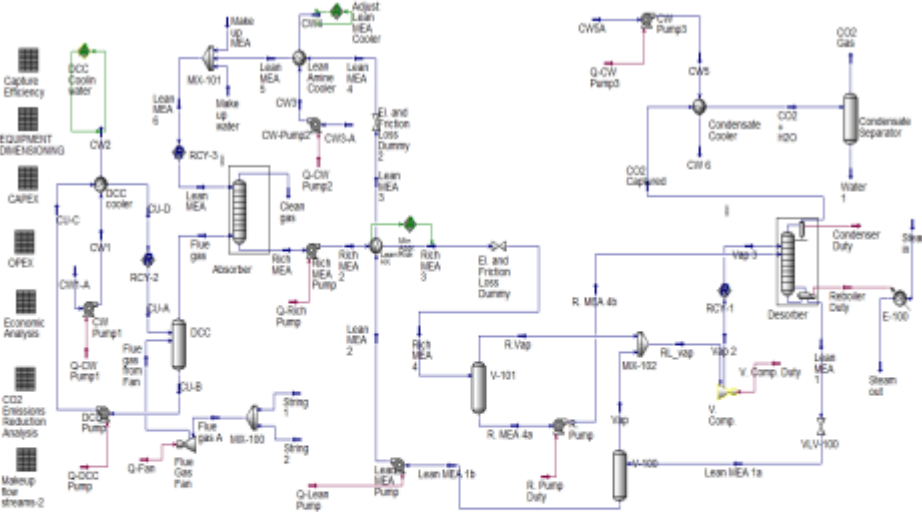 Capture
Efficiency
EQUIPMENT
DIMENSIONING
CAPEX
OPEX
Economic
Analysis
CO2
Emissions
Reduction
Analysis
Makeup
flow
streams-2
DCC
Coolin
water
CW2
DCC
cooler
CU-C
CU-D
CW1
CW1-A
CW
Pump1
Q-CW
Pump1
RCY-2
CU-A
Flue
gas
from
Fan
DCC
CU-B
DCC
Pump
Q-DCC
Pump
Q-Fan
Flue
Gas
Fan
Flue
gas A
MIX-100
String
1
String
2
Make
up
MEA
MIX-101
Make
up
water
Lean
MEA
5
Lean
MEA
6
RCY-3
Lean
MEA
Flue
gas
Absorber
Clean
gas
Rich
MEA
Rich
MEA
Pump
Q-Rich
Pump
Rich
MEA
2
Adjust
Lean
MEA
Cooler
Lean
Amine
Cooler
Lean
MEA
4
CW3
CW-Pump2
CW3-A
Q-CW
Pump2
El. and
Friction
Loss
Dummy
2
Lean
MEA
3
Rich
MEA
3
El. and
Friction
Loss
Dummy
Lean
MEA
2
Rich
MEA
4
V-101
R.Vap
R. MEA 4a
R.
Pump
R. Pump
Duty
R. MEA 4b
Lean
MEA
Pump
Q-Lean
Pump
Lean MEA 1b
MIX-102
RL_vap
Vap
V-100
Lean MEA 1a
VLV-100
Lean
MEA
1
V.
Comp.
V. Comp. Duty
Vap 2
RCY-1
Vap 3
Desorber
Condenser
Duty
Reboiler
Duty
E-100
Steam
out
CW5A
CW
Pump3
Q-CW
Pump3
CW5
Condensate
Cooler
CW 6
CO2
Captured
CO2
+
H2O
CO2
Gas
Condensate
Separator
Water
1